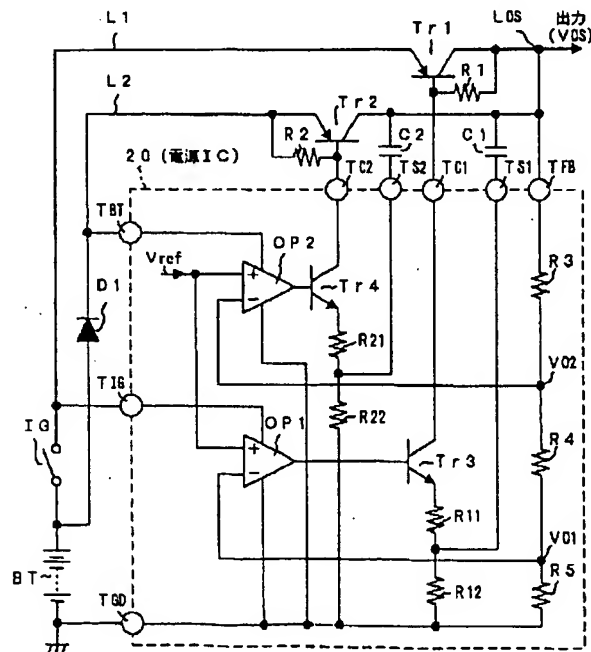 L1
Tr1
LOS
出力
(VOS)
R1
L2
Tr2
R2
C2
C1
20 (電源IC)
TC2
TS2
TC1
TS1
TFB
TBT
Vref
OP2
+
−
Tr4
R3
D1
R21
VO2
TIG
R22
OP1
+
−
R4
IG
Tr3
R11
VO1
BT
R12
R5
TGD